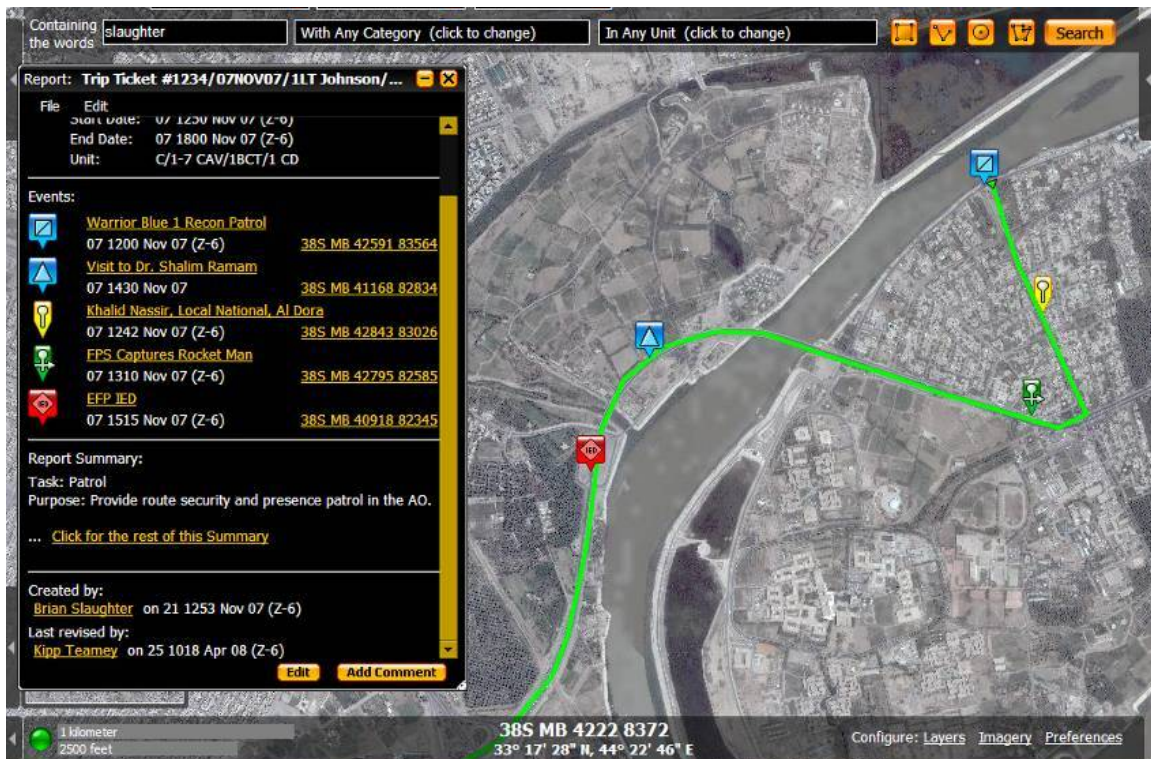 Containing
the words
slaughter
With Any Category (click to change)
In Any Unit (click to change)
Search
Report: Trip Ticket #1234/07NOV07/1LT Johnson/...
File Edit
Start Date: 07 1250 Nov 07 (Z-6)
End Date: 07 1800 Nov 07 (Z-6)
Unit: C/1-7 CAV/1BCT/1 CD
Events:
Warrior Blue 1 Recon Patrol
07 1200 Nov 07 (Z-6) 38S MB 42591 83564
Visit to Dr. Shalim Ramam
07 1430 Nov 07 38S MB 41168 82834
Khalid Nassir, Local National, Al Dora
07 1242 Nov 07 (Z-6) 38S MB 42843 83026
FPS Captures Rocket Man
07 1310 Nov 07 (Z-6) 38S MB 42795 82585
IED
EFP IED
07 1515 Nov 07 (Z-6) 38S MB 40918 82345
IED
Report Summary:
Task: Patrol
Purpose: Provide route security and presence patrol in the AO.
... Click for the rest of this Summary
Created by:
Brian Slaughter on 21 1253 Nov 07 (Z-6)
Last revised by:
Kipp Teamey on 25 1018 Apr 08 (Z-6)
Edit Add Comment
1 kilometer
2500 feet
38S MB 4222 8372
33° 17' 28" N, 44° 22' 46" E
Configure: Layers Imagery Preferences